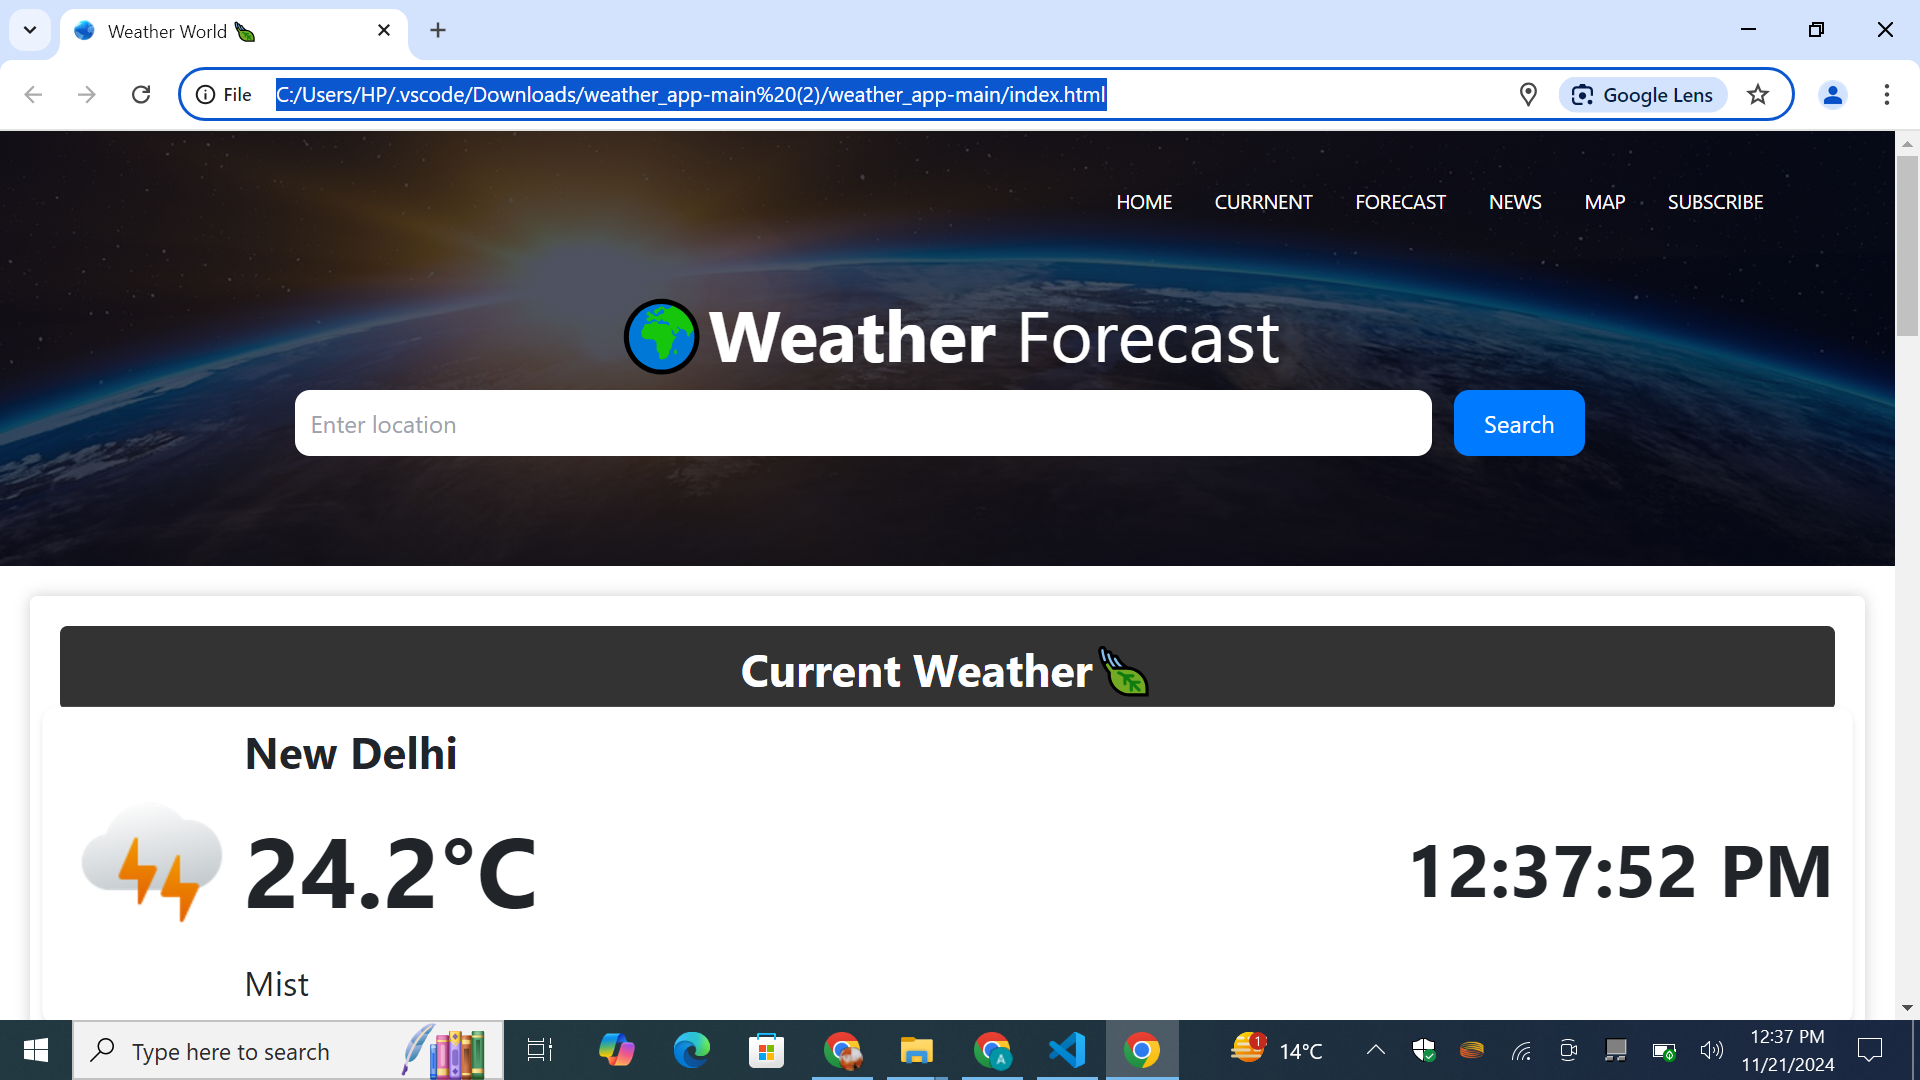 Weather World
File
C:/Users/HP/.vscode/Downloads/weather_app-main%20(2)/weather_app-main/index.html
Google Lens
HOME CURRNENT FORECAST NEWS MAP SUBSCRIBE
Weather Forecast
Enter location
Search
Current Weather
New Delhi
24.2°C
12:37:52 PM
Mist
Type here to search
A
1
14°C
12:37 PM
11/21/2024